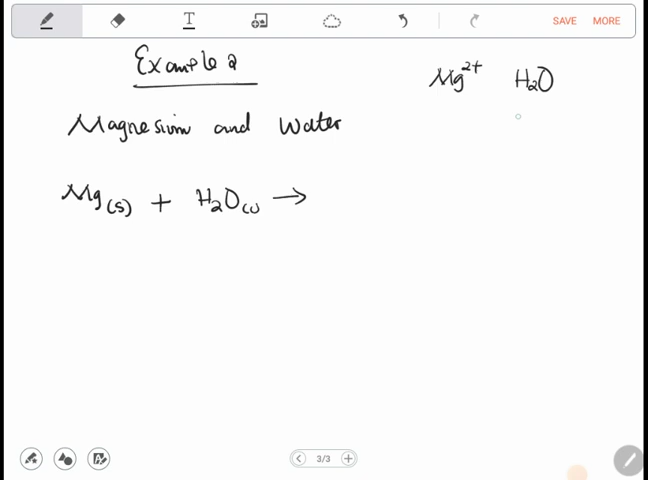 SAVE MORE
Example 2
Mg²⁺ H₂O
Magnesium and Water
Mg(s) + H₂O(l) →
3/3